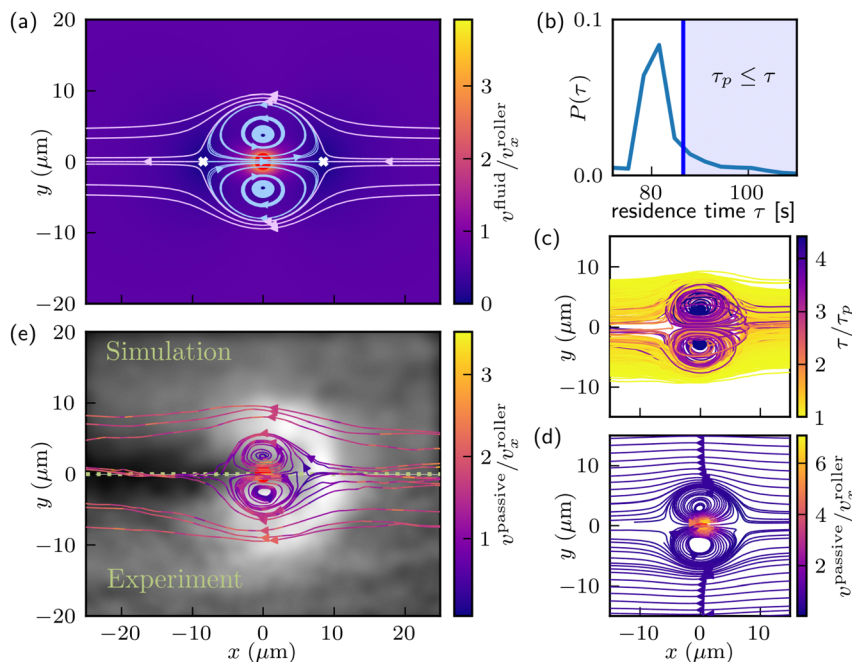 (a)
20
10
0
−10
−20
y (μm)
3
2
1
0
v^fluid/v_x^roller
(b)
0.1
0.0
P(τ)
τ_p ≤ τ
80
100
residence time τ [s]
(c)
10
0
−10
y (μm)
4
3
2
1
τ/τ_p
(e)
20
10
0
−10
−20
y (μm)
Simulation
Experiment
−20
−10
0
10
20
x (μm)
3
2
1
v^passive/v_x^roller
(d)
10
0
−10
y (μm)
−10
0
10
x (μm)
6
4
2
v^passive/v_x^roller